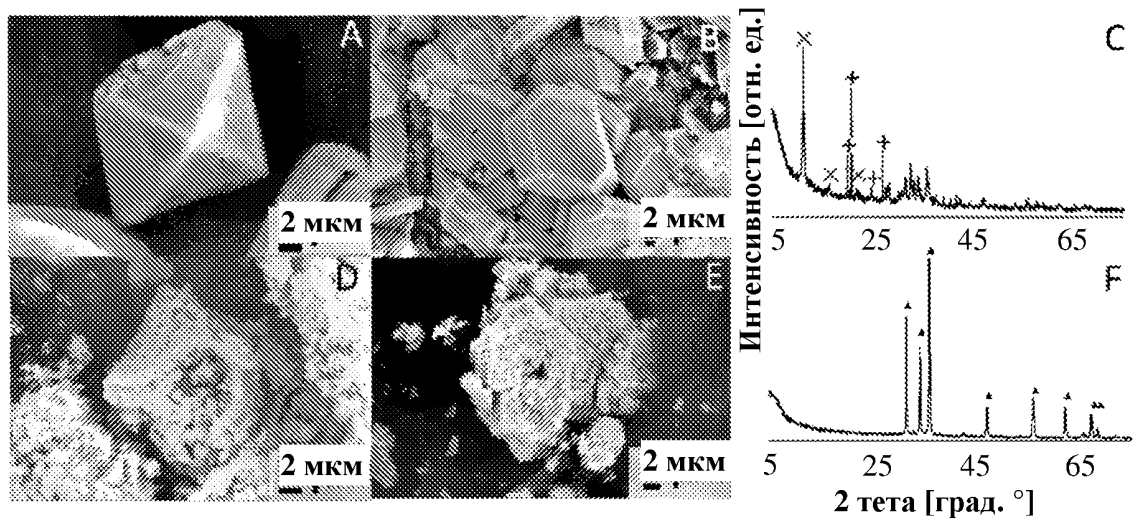 A
2 мкм
B
2 мкм
D
2 мкм
E
2 мкм
Интенсивность [отн. ед.]
C
5 25 45 65
F
5 25 45 65
2 тета [град. °]